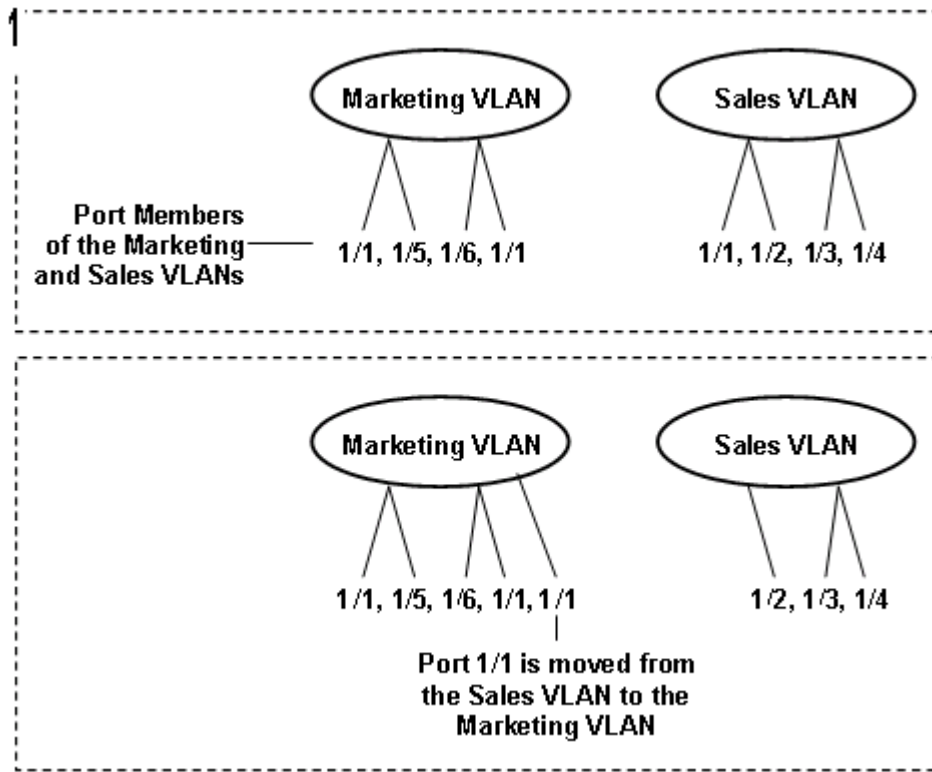 1
Marketing VLAN
Sales VLAN
Port Members
of the Marketing
and Sales VLANs
1/1, 1/5, 1/6, 1/1
1/1, 1/2, 1/3, 1/4
Marketing VLAN
Sales VLAN
1/1, 1/5, 1/6, 1/1, 1/1
1/2, 1/3, 1/4
Port 1/1 is moved from
the Sales VLAN to the
Marketing VLAN